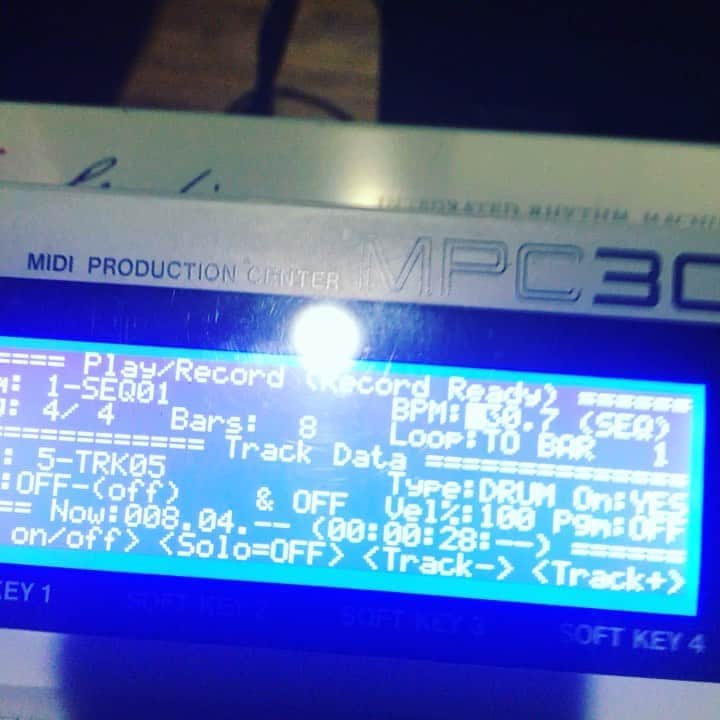 INTEGRATED RHYTHM MACHINE
MIDI PRODUCTION CENTER MPC30
==== Play/Record (Record Ready) ======
1-SEQ01 BPM: 30.7 (SEQ)
4/ 4 Bars: 8 Loop:TO BAR 1
============ Track Data ===============
: 5-TRK05 Type:DRUM On:YES
:OFF-(off) & OFF Vel%:100 Pgm:OFF
== Now:008.04.-- (00:00:28:--) ======
on/off> <Solo=OFF> <Track-> <Track+>
KEY 1 SOFT KEY 2 SOFT KEY 3 SOFT KEY 4